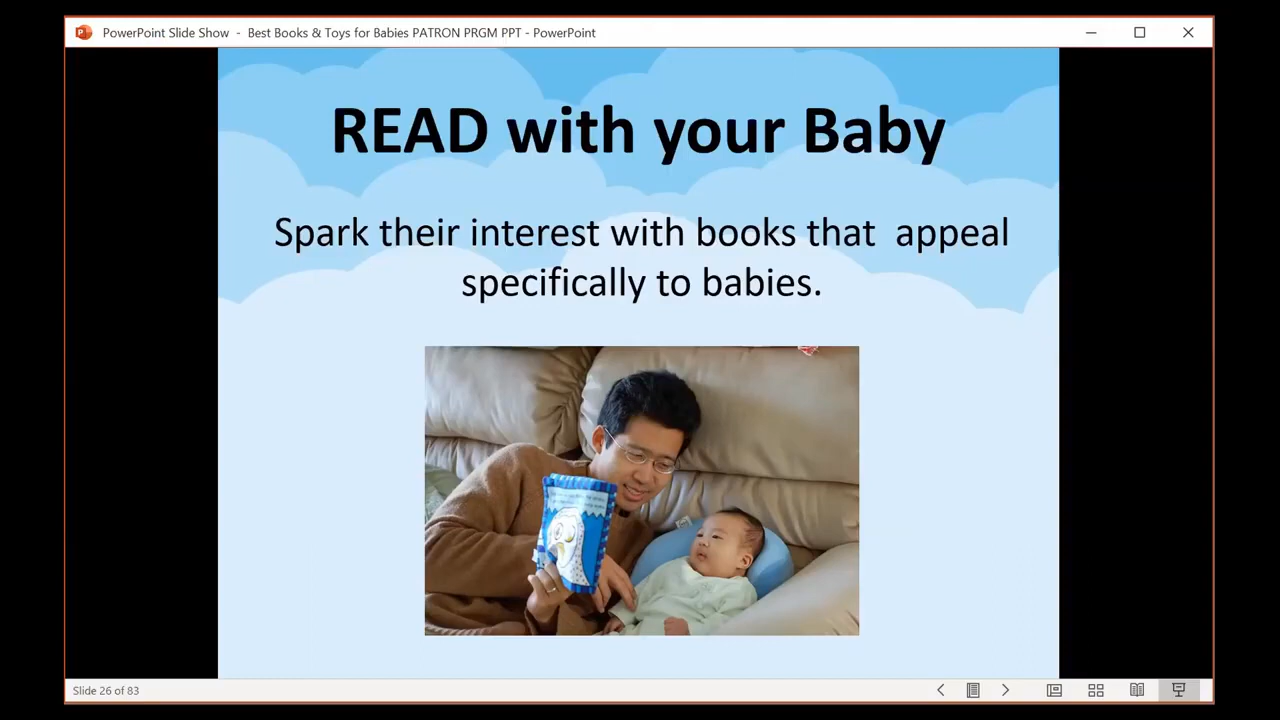 PowerPoint Slide Show - Best Books & Toys for Babies PATRON PRGM PPT - PowerPoint
READ with your Baby
Spark their interest with books that appeal
specifically to babies.
Slide 26 of 83